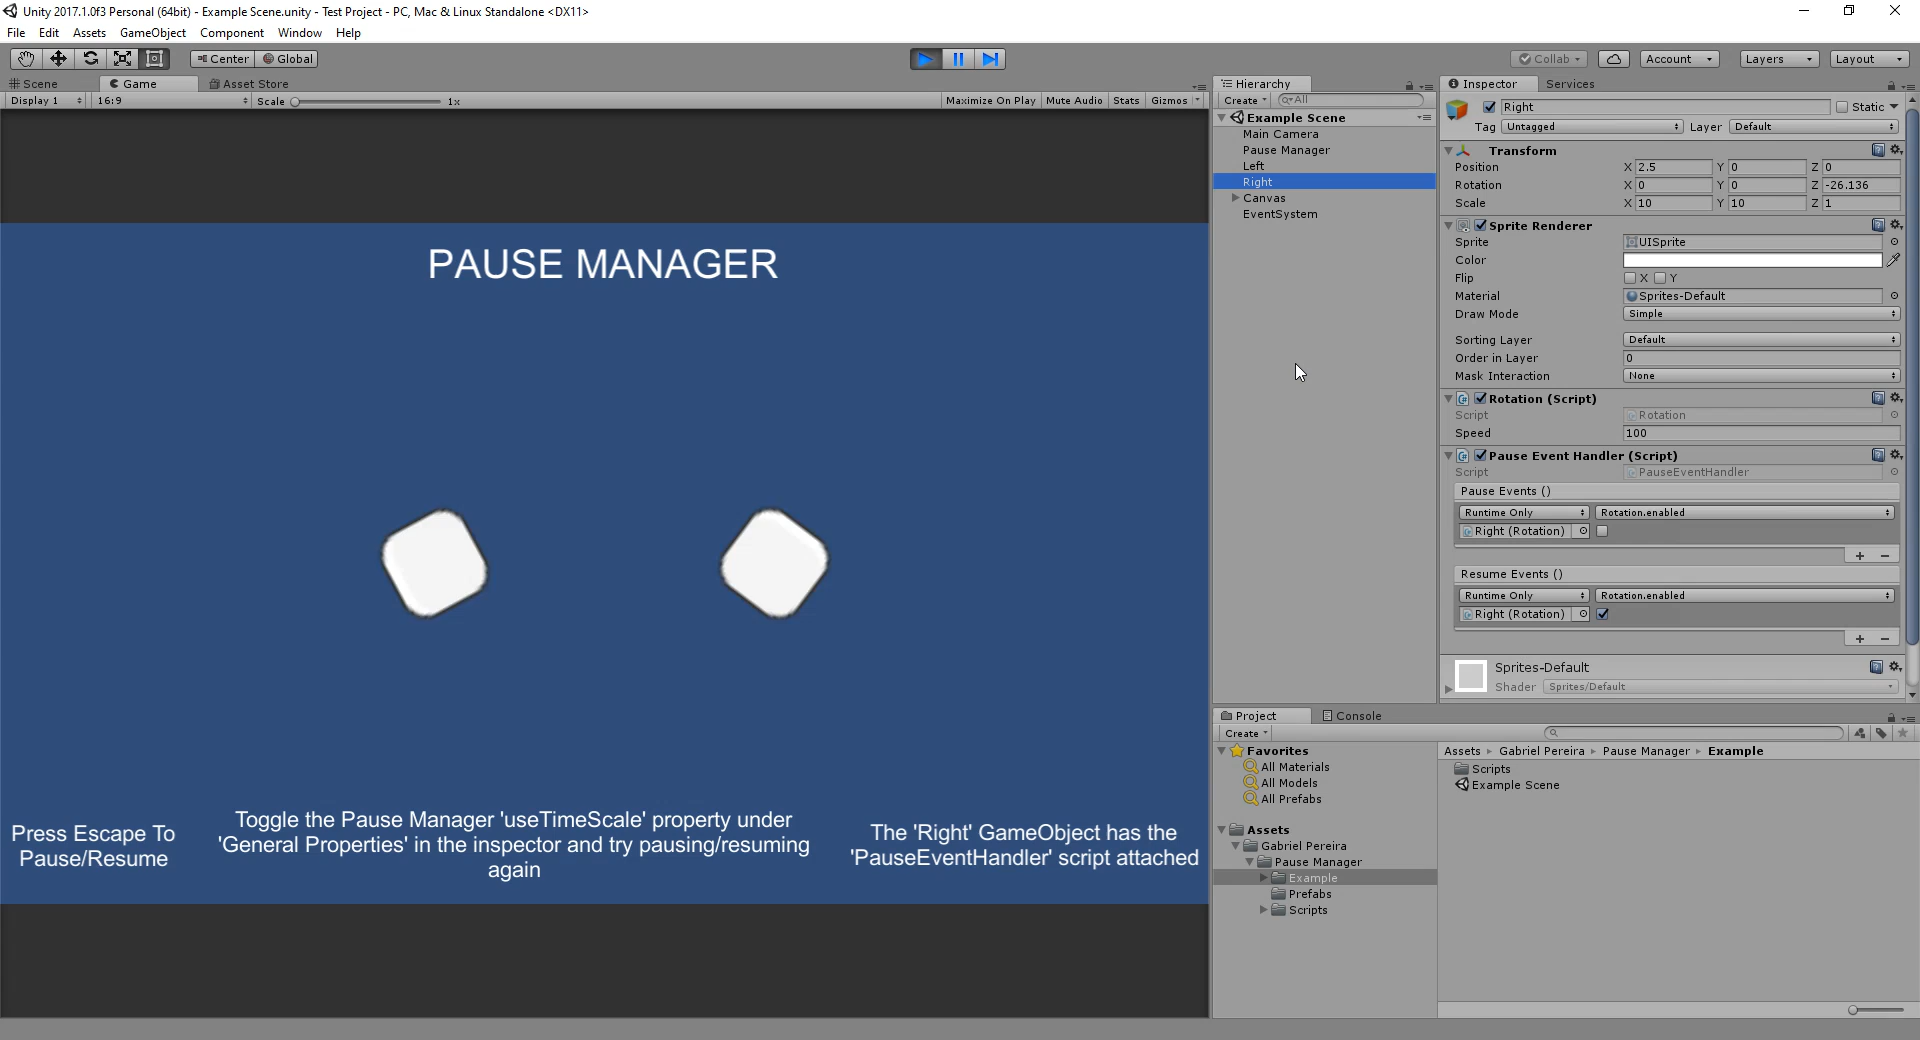 Unity 2017.1.0f3 Personal (64bit) - Example Scene.unity - Test Project - PC, Mac & Linux Standalone <DX11>
File Edit Assets GameObject Component Window Help
Center Global
Collab Account Layers Layout
Scene Game Asset Store
Display 1 16:9 Scale 1x Maximize On Play Mute Audio Stats Gizmos
PAUSE MANAGER
Press Escape To
Pause/Resume
Toggle the Pause Manager 'useTimeScale' property under
'General Properties' in the inspector and try pausing/resuming
again
The 'Right' GameObject has the
'PauseEventHandler' script attached
Hierarchy
Create All
Example Scene
Main Camera
Pause Manager
Left
Right
Canvas
EventSystem
Inspector Services
Right Static
Tag Untagged Layer Default
Transform
Position X 2.5 Y 0 Z 0
Rotation X 0 Y 0 Z -26.136
Scale X 10 Y 10 Z 1
Sprite Renderer
Sprite UISprite
Color
Flip X Y
Material Sprites-Default
Draw Mode Simple
Sorting Layer Default
Order in Layer 0
Mask Interaction None
Rotation (Script)
Script Rotation
Speed 100
Pause Event Handler (Script)
Script PauseEventHandler
Pause Events ()
Runtime Only Rotation.enabled
Right (Rotation)
+ −
Resume Events ()
Runtime Only Rotation.enabled
Right (Rotation)
+ −
Sprites-Default
Shader Sprites/Default
Project Console
Create
Favorites
All Materials
All Models
All Prefabs
Assets
Gabriel Pereira
Pause Manager
Example
Prefabs
Scripts
Assets Gabriel Pereira Pause Manager Example
Scripts
Example Scene